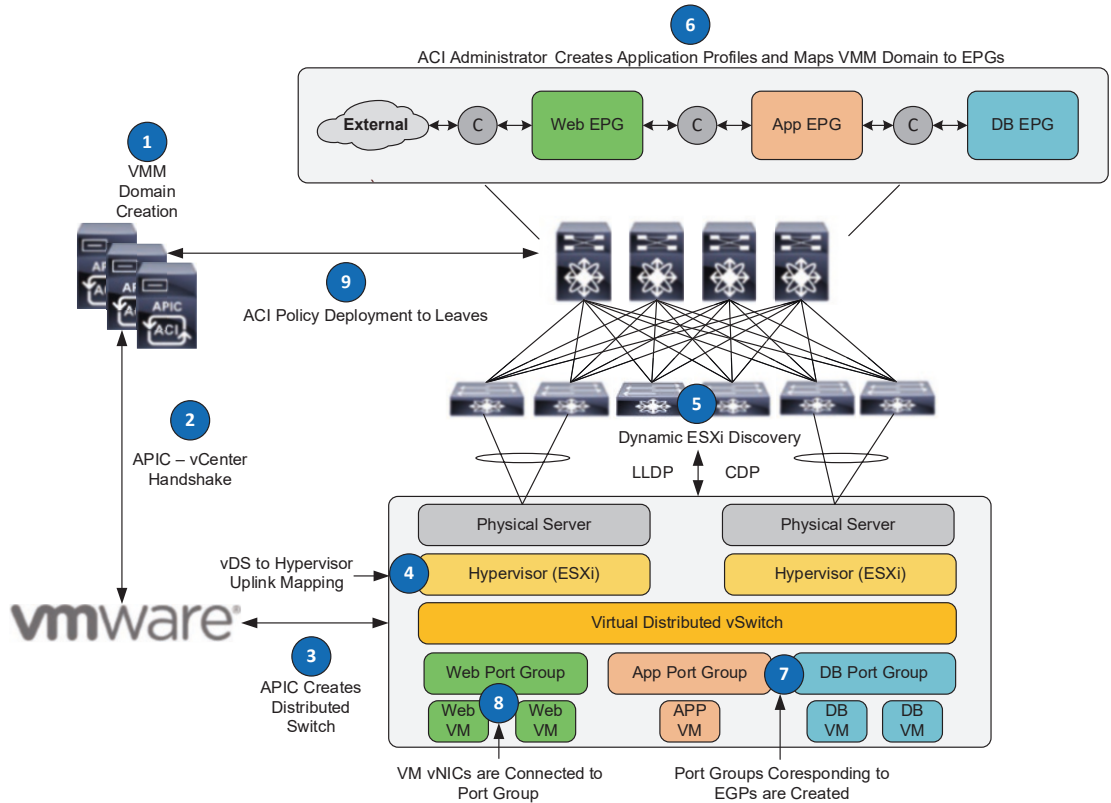 6
ACI Administrator Creates Application Profiles and Maps VMM Domain to EPGs
External
C
Web EPG
C
App EPG
C
DB EPG
1
VMM
Domain
Creation
AP
AP
APIC
ACI
9
ACI Policy Deployment to Leaves
2
APIC – vCenter
Handshake
5
Dynamic ESXi Discovery
LLDP
CDP
Physical Server
Physical Server
vDS to Hypervisor
Uplink Mapping
4
Hypervisor (ESXi)
Hypervisor (ESXi)
vmware®
Virtual Distributed vSwitch
3
APIC Creates
Distributed
Switch
Web Port Group
App Port Group
7
DB Port Group
8
Web
VM
Web
VM
APP
VM
DB
VM
DB
VM
VM vNICs are Connected to
Port Group
Port Groups Coresponding to
EGPs are Created